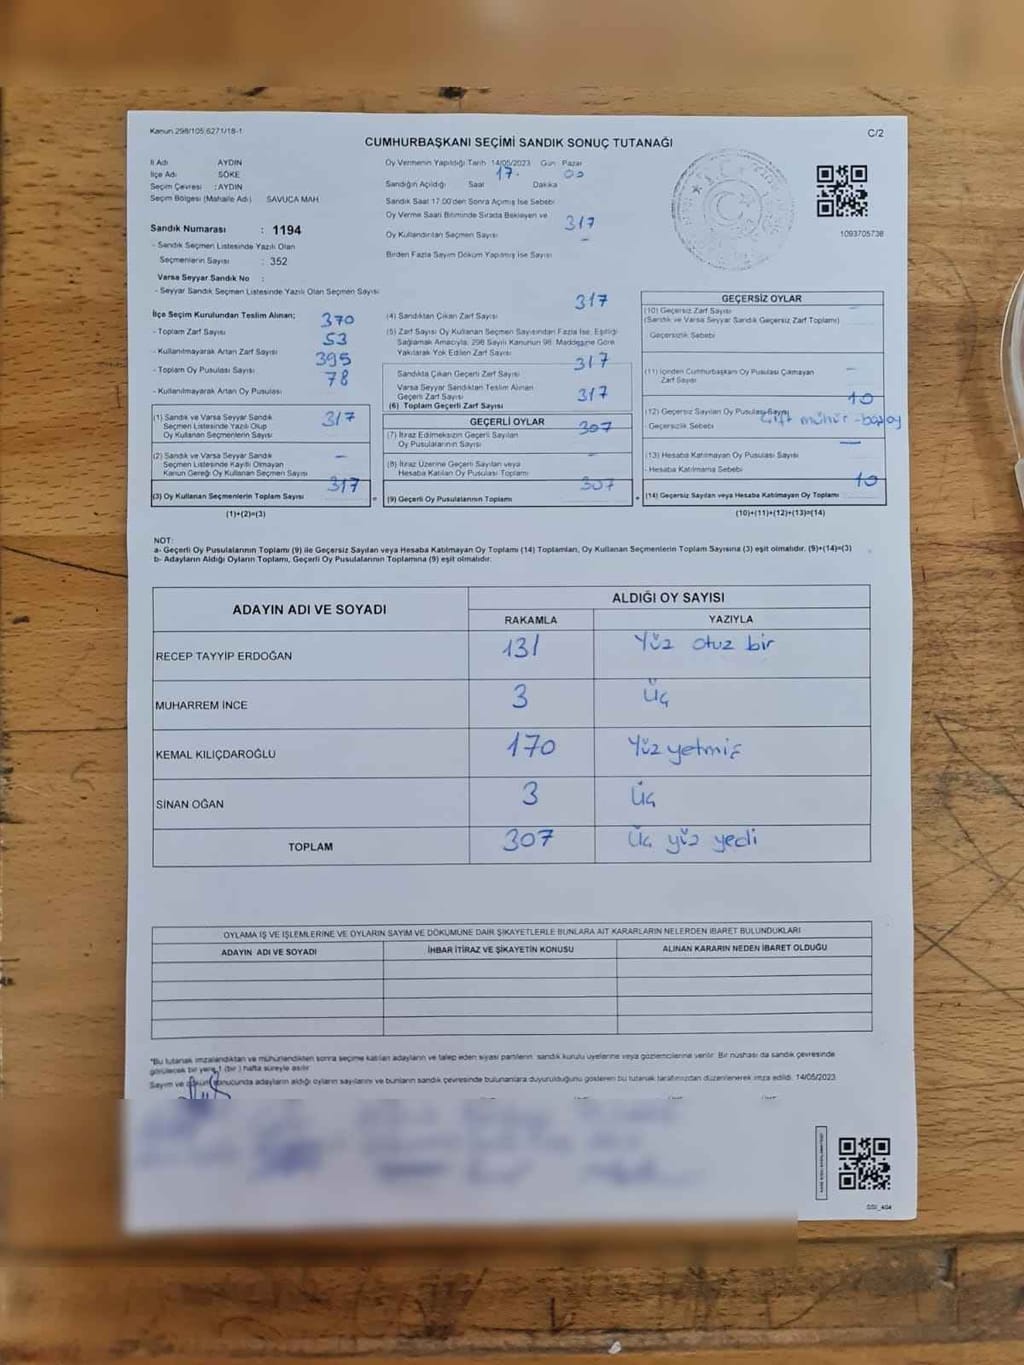 Kanun 298/105,6271/18-1
C/2
CUMHURBAŞKANI SEÇİMİ SANDIK SONUÇ TUTANAĞI
İl Adı AYDIN
İlçe Adı SÖKE
Seçim Çevresi : AYDIN
Seçim Bölgesi (Mahalle Adı) SAVUCA MAH.
Sandık Numarası : 1194
- Sandık Seçmen Listesinde Yazılı Olan
Seçmenlerin Sayısı : 352
Varsa Seyyar Sandık No :
- Seyyar Sandık Seçmen Listesinde Yazılı Olan Seçmen Sayısı
Oy Vermenin Yapıldığı Tarih 14/05/2023 Gün Pazar
Sandığın Açıldığı Saat 17. Dakika 00
Sandık Saat 17.00'den Sonra Açılmış İse Sebebi
Oy Verme Saati Bitiminde Sırada Bekleyen ve
Oy Kullandırılan Seçmen Sayısı 317
Birden Fazla Sayım Döküm Yapılmış İse Sayısı –
1093705738
İlçe Seçim Kurulundan Teslim Alınan;
- Toplam Zarf Sayısı 370
- Kullanılmayarak Artan Zarf Sayısı 53
- Toplam Oy Pusulası Sayısı 395
- Kullanılmayarak Artan Oy Pusulası 78
(1) Sandık ve Varsa Seyyar Sandık
Seçmen Listesinde Yazılı Olup
Oy Kullanan Seçmenlerin Sayısı 317
(2) Sandık ve Varsa Seyyar Sandık
Seçmen Listesinde Kayıtlı Olmayan
Kanun Gereği Oy Kullanan Seçmen Sayısı –
(3) Oy Kullanan Seçmenlerin Toplam Sayısı 317
(1)+(2)=(3)
=
(4) Sandıktan Çıkan Zarf Sayısı 317
(5) Zarf Sayısı Oy Kullanan Seçmen Sayısından Fazla İse, Eşitliği
Sağlamak Amacıyla, 298 Sayılı Kanunun 98. Maddesine Göre
Yakılarak Yok Edilen Zarf Sayısı
Sandıkta Çıkan Geçerli Zarf Sayısı 317
Varsa Seyyar Sandıktan Teslim Alınan
Geçerli Zarf Sayısı
(6) Toplam Geçerli Zarf Sayısı 317
GEÇERLİ OYLAR
(7) İtiraz Edilmeksizin Geçerli Sayılan
Oy Pusulalarının Sayısı 307
(8) İtiraz Üzerine Geçerli Sayılan veya
Hesaba Katılan Oy Pusulası Toplamı
(9) Geçerli Oy Pusulalarının Toplamı 307
+
GEÇERSİZ OYLAR
(10) Geçersiz Zarf Sayısı –
(Sandık ve Varsa Seyyar Sandık Geçersiz Zarf Toplamı)
Geçersizlik Sebebi
(11) İçinden Cumhurbaşkanı Oy Pusulası Çıkmayan
Zarf Sayısı –
(12) Geçersiz Sayılan Oy Pusulası Sayısı 10
- Geçersizlik Sebebi Çift mühür - boş oy
(13) Hesaba Katılmayan Oy Pusulası Sayısı –
- Hesaba Katılmama Sebebi
(14) Geçersiz Sayılan veya Hesaba Katılmayan Oy Toplamı 10
(10)+(11)+(12)+(13)=(14)
NOT:
a- Geçerli Oy Pusulalarının Toplamı (9) ile Geçersiz Sayılan veya Hesaba Katılmayan Oy Toplamı (14) Toplamları, Oy Kullanan Seçmenlerin Toplam Sayısına (3) eşit olmalıdır. (9)+(14)=(3)
b- Adayların Aldığı Oyların Toplamı, Geçerli Oy Pusulalarının Toplamına (9) eşit olmalıdır.
ADAYIN ADI VE SOYADI
ALDIĞI OY SAYISI
RAKAMLA YAZIYLA
RECEP TAYYİP ERDOĞAN 131 Yüz otuz bir
MUHARREM İNCE 3 Üç
KEMAL KILIÇDAROĞLU 170 Yüz yetmiş
SİNAN OĞAN 3 Üç
TOPLAM 307 Üç yüz yedi
OYLAMA İŞ VE İŞLEMLERİNE VE OYLARIN SAYIM VE DÖKÜMÜNE DAİR ŞİKAYETLERLE BUNLARA AİT KARARLARIN NELERDEN İBARET BULUNDUKLARI
ADAYIN ADI VE SOYADI İHBAR İTİRAZ VE ŞİKAYETİN KONUSU ALINAN KARARIN NEDEN İBARET OLDUĞU
*Bu tutanak imzalandıktan ve mühürlendikten sonra seçime katılan adayların ve talep eden siyasi partilerin sandık kurulu üyelerine veya gözlemcilerine verilir. Bir nüshası da sandık çevresinde
görülecek bir yere 1 (bir) hafta süreyle asılır.
Sayım ve döküm sonucunda adayların aldığı oyların sayılarını ve bunların sandık çevresinde bulunanlara duyurulduğunu gösteren bu tutanak tarafımızdan düzenlenerek imza edildi. 14/05/2023